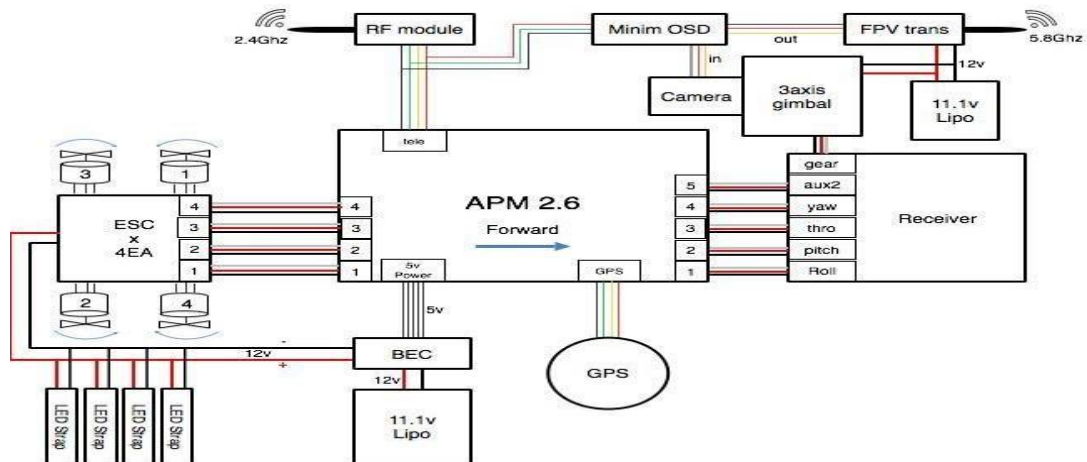 2.4Ghz
RF module
Minim OSD
FPV trans
5.8Ghz
out
in
12v
Camera
3axis
gimbal
11.1v
Lipo
tele
3
1
ESC
x
4EA
4
3
2
1
4
3
2
1
APM 2.6
Forward
5
4
3
2
1
gear
aux2
yaw
thro
pitch
Roll
Receiver
5v
Power
GPS
2
4
5v
-
12v
+
BEC
GPS
12v
11.1v
Lipo
LED Strap
LED Strap
LED Strap
LED Strap